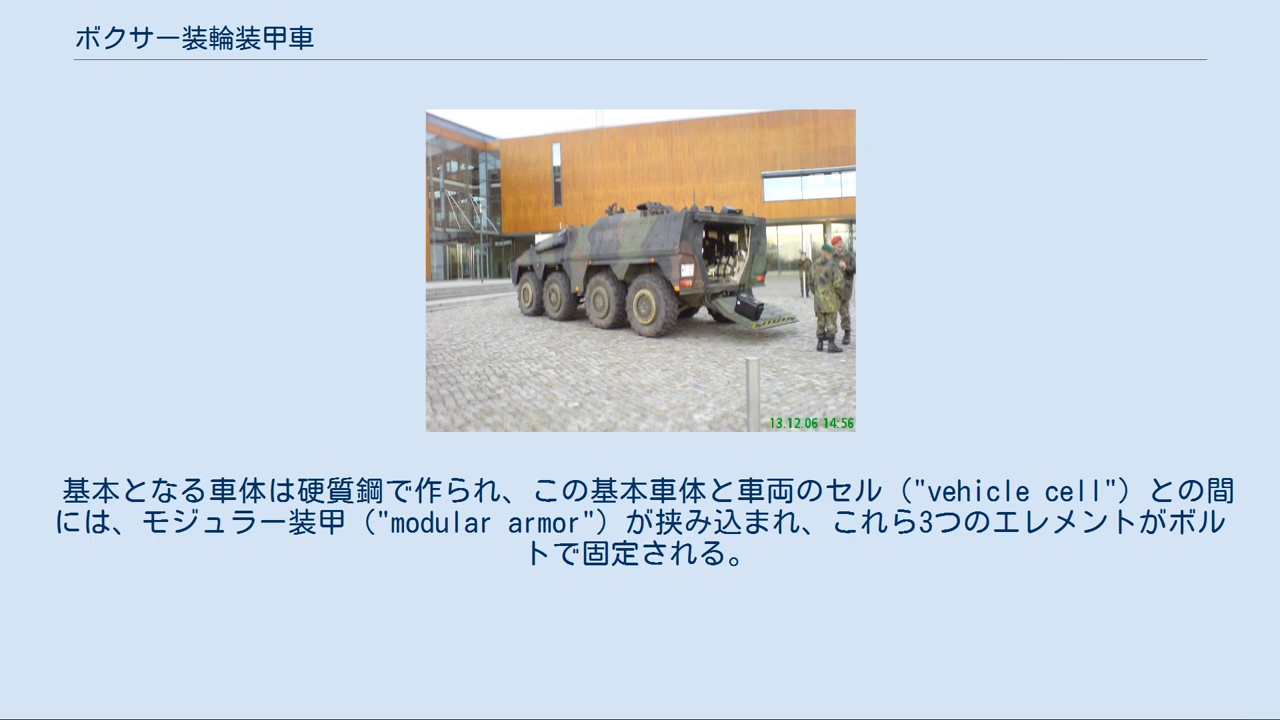 ボクサー装輪装甲車
13.12.06 14:56
基本となる車体は硬質鋼で作られ、この基本車体と車両のセル（"vehicle cell"）との間
には、モジュラー装甲（"modular armor"）が挟み込まれ、これら3つのエレメントがボル
トで固定される。